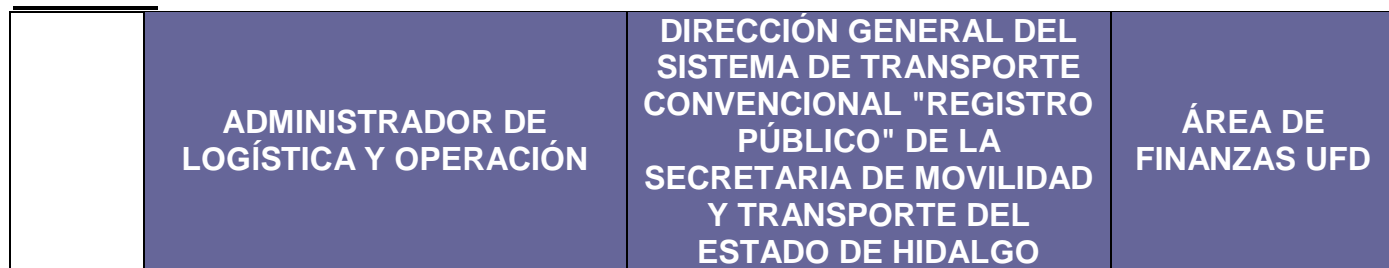 ADMINISTRADOR DE
LOGÍSTICA Y OPERACIÓN
DIRECCIÓN GENERAL DEL
SISTEMA DE TRANSPORTE
CONVENCIONAL "REGISTRO
PÚBLICO" DE LA
SECRETARIA DE MOVILIDAD
Y TRANSPORTE DEL
ESTADO DE HIDALGO
ÁREA DE
FINANZAS UFD